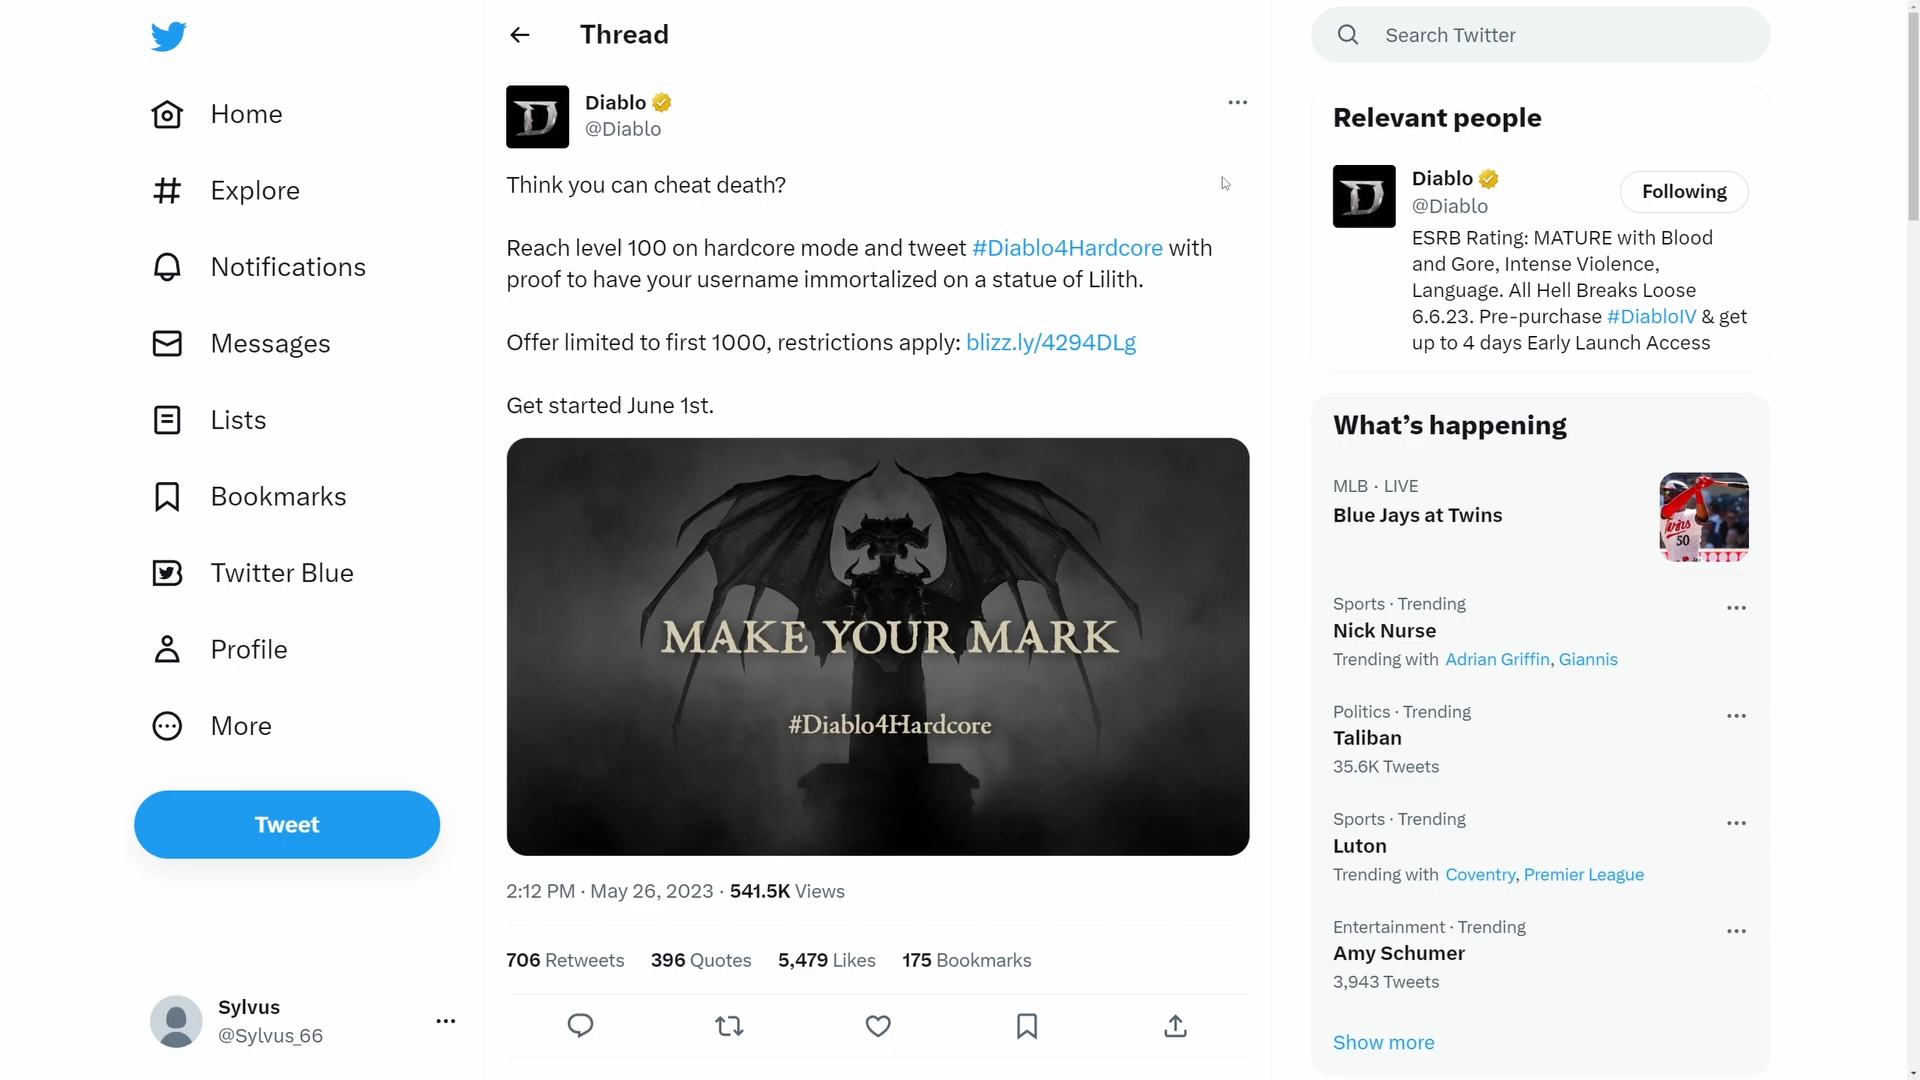 Thread
Search Twitter
Home
Explore
Notifications
Messages
Lists
Bookmarks
Twitter Blue
Profile
More
Tweet
Sylvus
@Sylvus_66
Diablo
@Diablo
Think you can cheat death?
Reach level 100 on hardcore mode and tweet #Diablo4Hardcore with
proof to have your username immortalized on a statue of Lilith.
Offer limited to first 1000, restrictions apply: blizz.ly/4294DLg
Get started June 1st.
MAKE YOUR MARK
#Diablo4Hardcore
2:12 PM · May 26, 2023 · 541.5K Views
706 Retweets 396 Quotes 5,479 Likes 175 Bookmarks
Relevant people
Diablo
@Diablo
Following
ESRB Rating: MATURE with Blood
and Gore, Intense Violence,
Language. All Hell Breaks Loose
6.6.23. Pre-purchase #DiabloIV & get
up to 4 days Early Launch Access
What's happening
MLB · LIVE
Blue Jays at Twins
Twins
50
Sports · Trending
Nick Nurse
Trending with Adrian Griffin, Giannis
Politics · Trending
Taliban
35.6K Tweets
Sports · Trending
Luton
Trending with Coventry, Premier League
Entertainment · Trending
Amy Schumer
3,943 Tweets
Show more